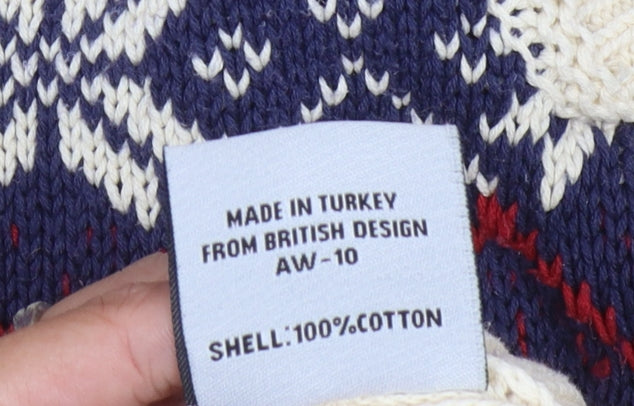 MADE IN TURKEY
FROM BRITISH DESIGN
AW-10
SHELL:100%COTTON